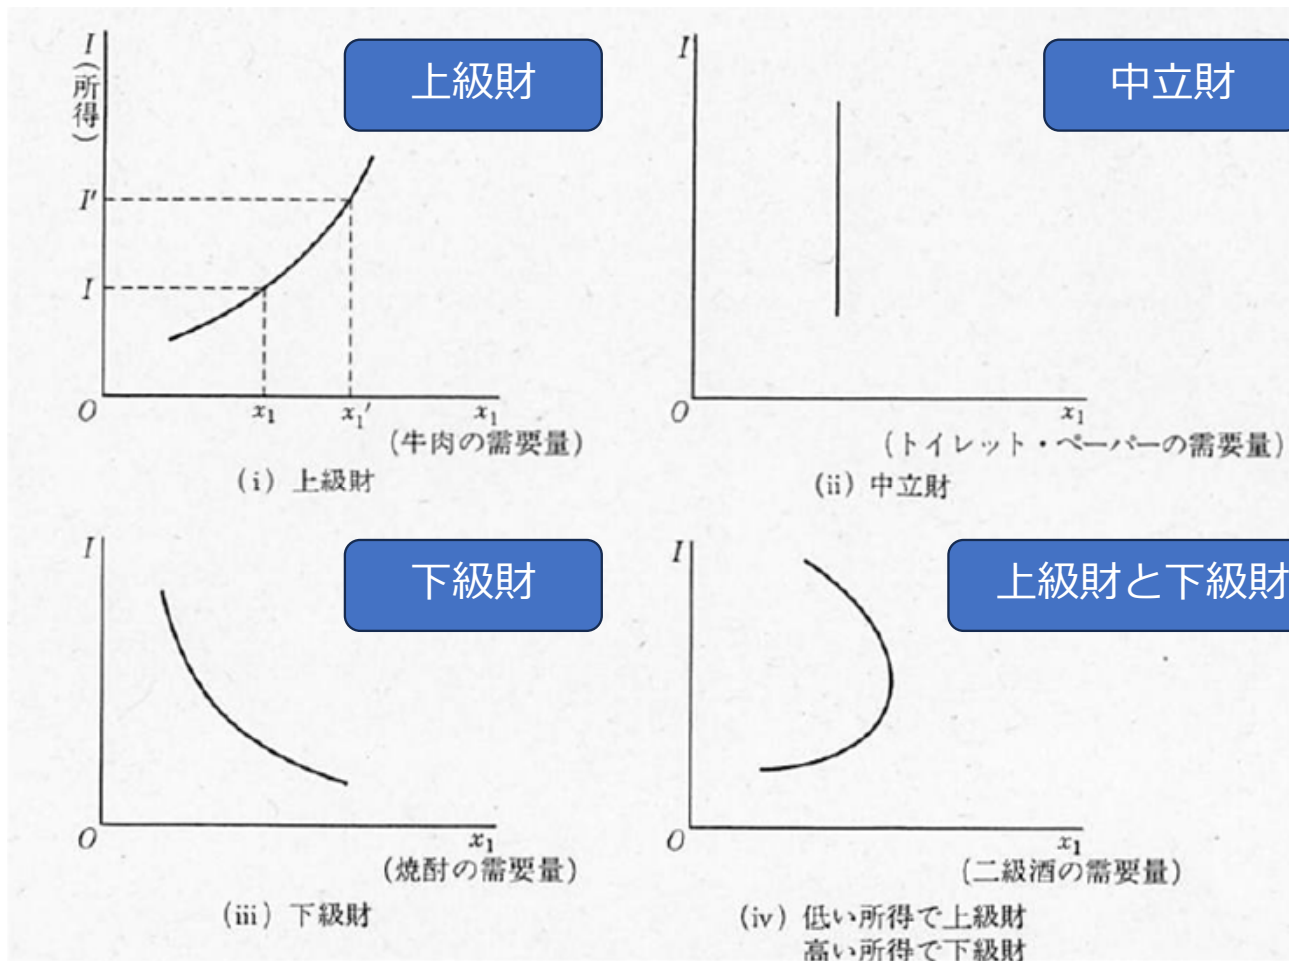 I
(所得)
上級財
I'
I
O
x₁
x₁'
x₁
(牛肉の需要量)
(i) 上級財
I
中立財
O
x₁
(トイレット・ペーパーの需要量)
(ii) 中立財
I
下級財
O
x₁
(焼酎の需要量)
(iii) 下級財
I
上級財と下級財
O
x₁
(二級酒の需要量)
(iv) 低い所得で上級財
高い所得で下級財